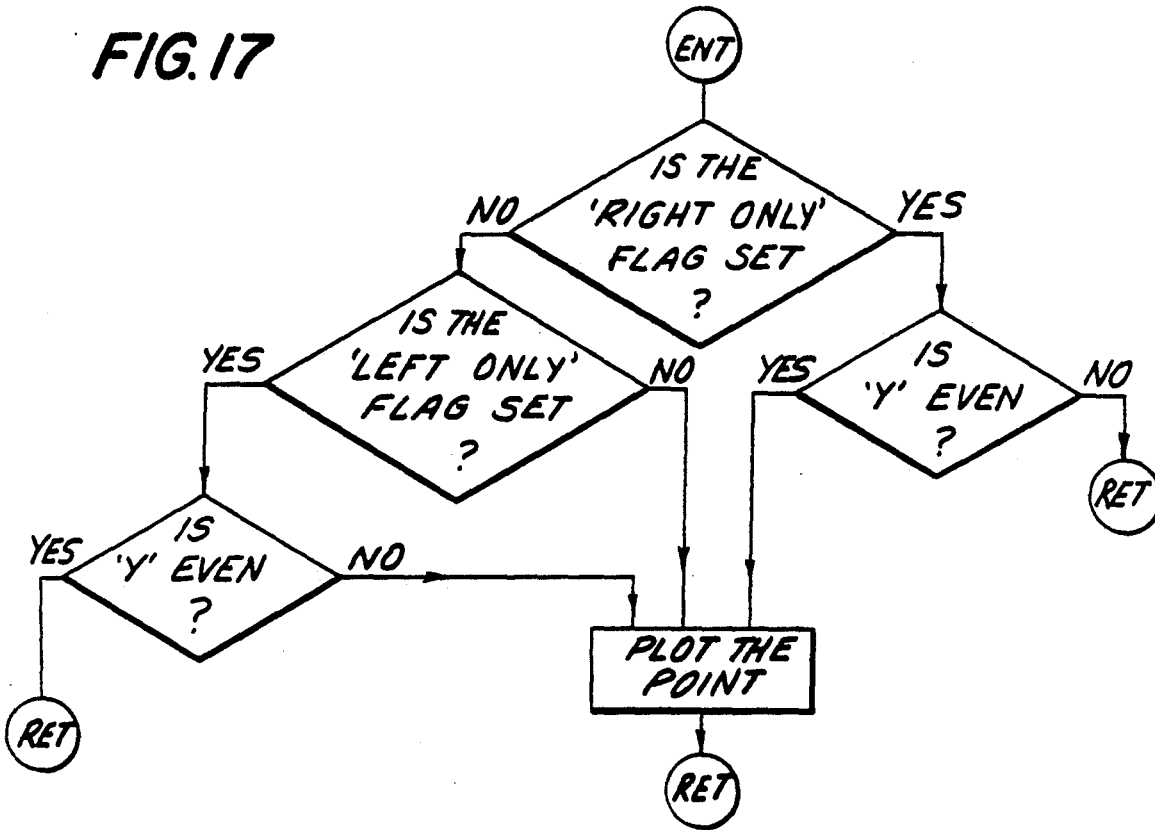 FIG. 17
ENT
IS THE
'RIGHT ONLY'
FLAG SET
?
NO
YES
IS THE
'LEFT ONLY'
FLAG SET
?
YES
NO
IS
'Y' EVEN
?
YES
NO
RET
IS
'Y' EVEN
?
YES
NO
RET
PLOT THE
POINT
RET